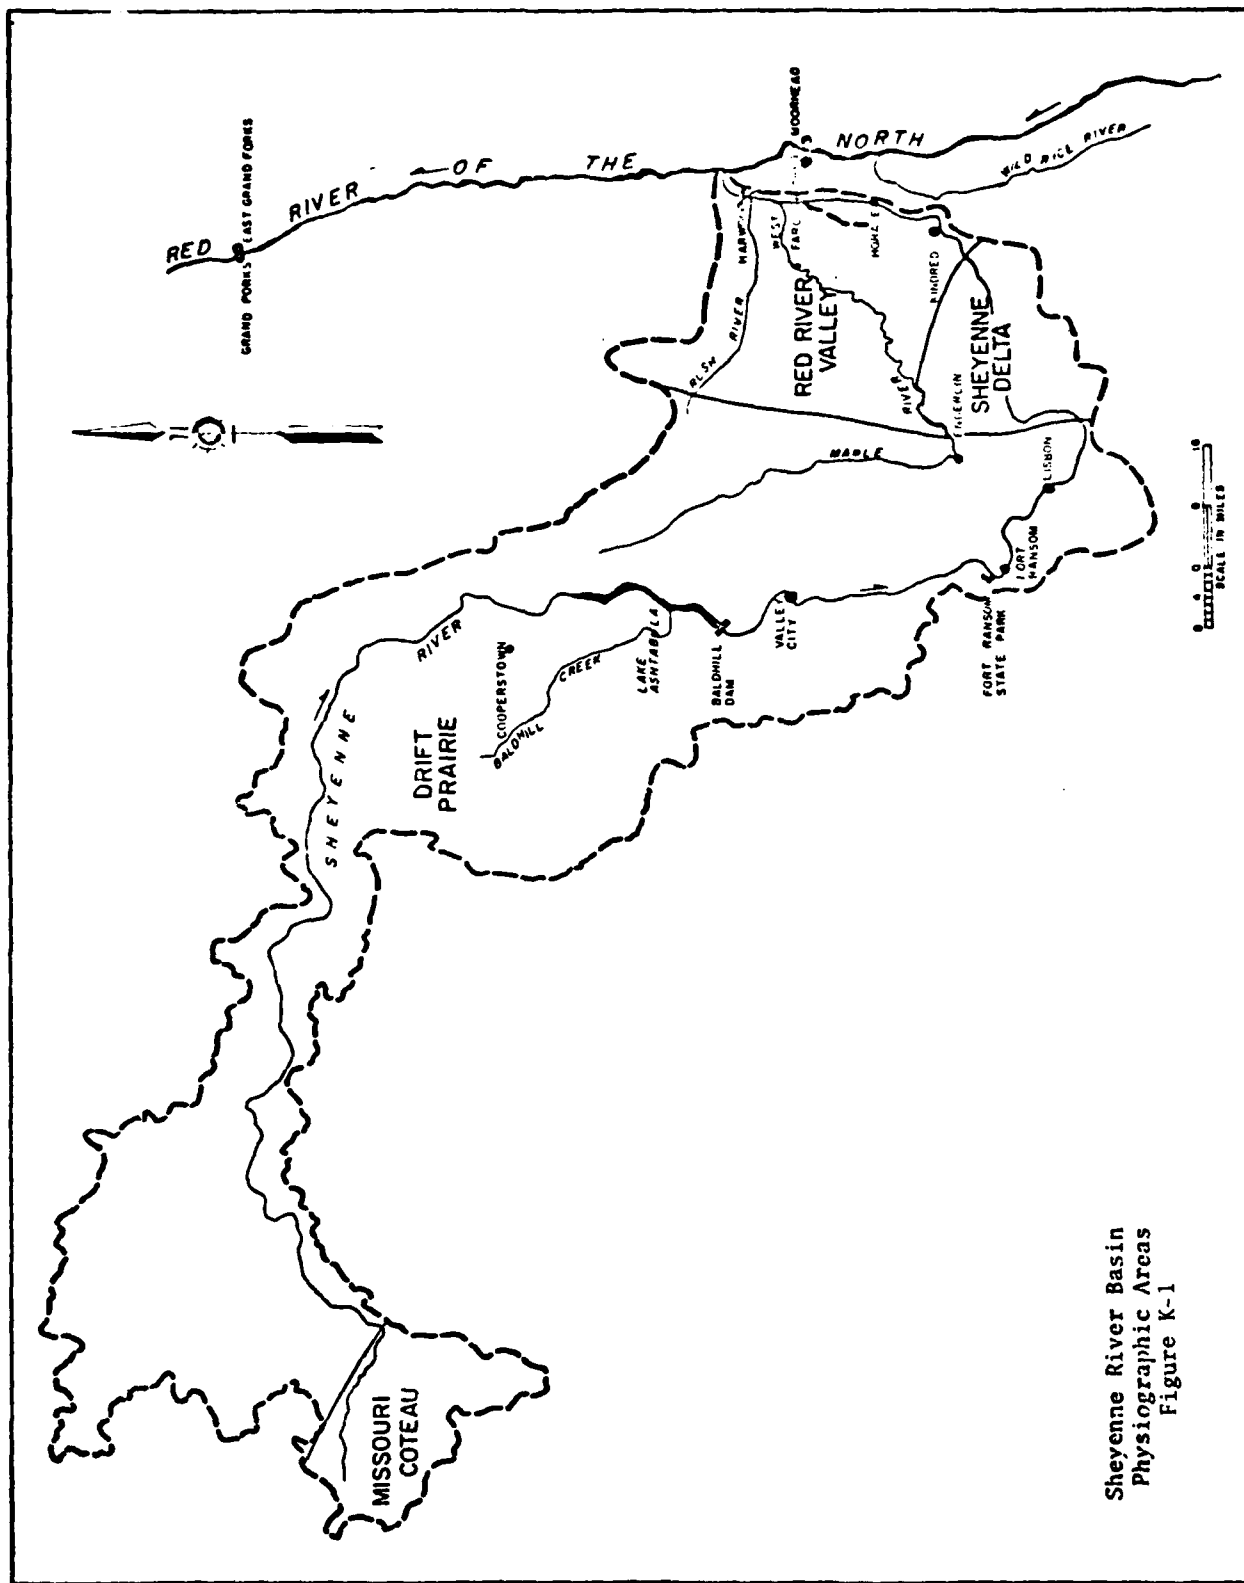 RED RIVER OF THE NORTH
GRAND FORKS
EAST GRAND FORKS
MOORHEAD
WILD RICE RIVER
WEST
KINDRED
RIVER
RED RIVER
VALLEY
SHEYENNE
DELTA
MAPLE RIVER
LISBON
FORT
RANSOM
FORT RANSOM
STATE PARK
VALLEY
CITY
BALDHILL
DAM
LAKE
ASHTABULA
BALDHILL CREEK
COOPERSTOWN
SHEYENNE RIVER
DRIFT
PRAIRIE
MISSOURI
COTEAU
SCALE IN MILES
Sheyenne River Basin
Physiographic Areas
Figure K-1